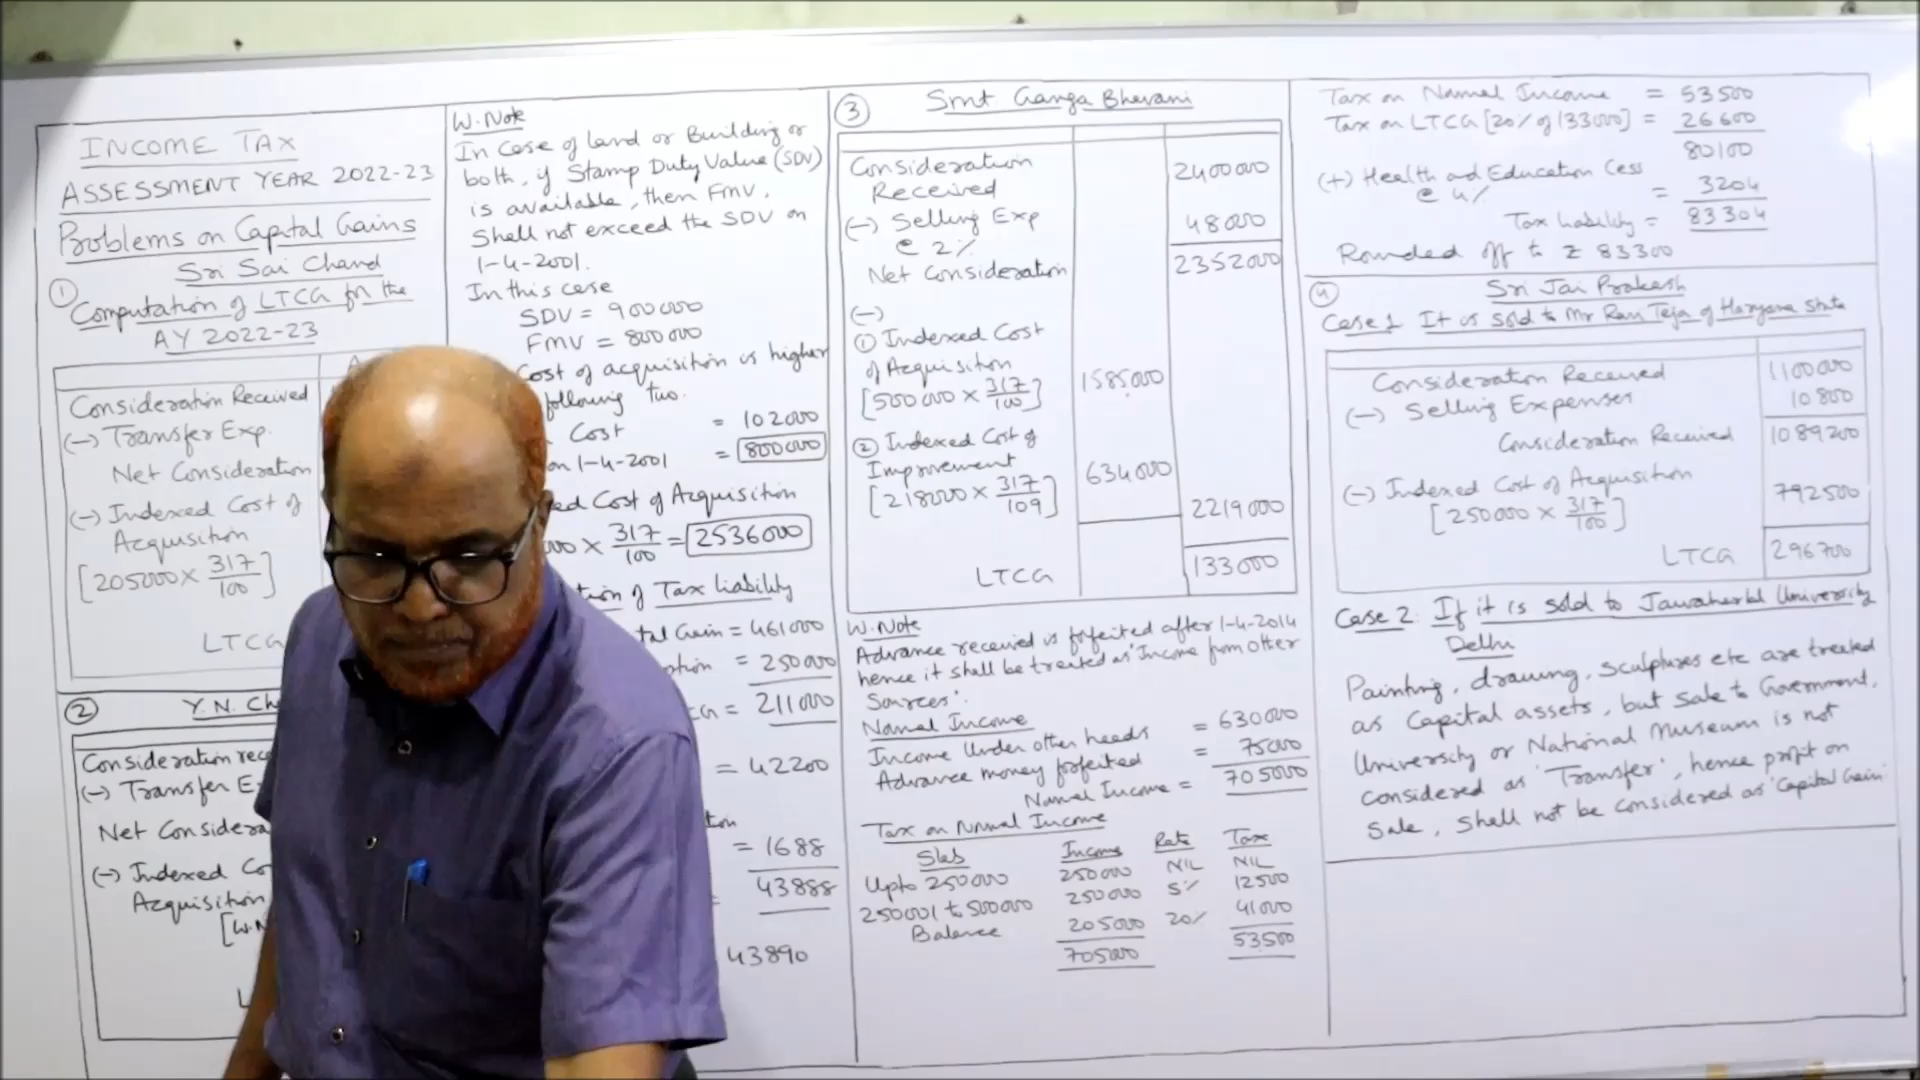 INCOME TAX
ASSESSMENT YEAR 2022-23
Problems on Capital Gains
① Sri Sai Chand
Computation of LTCG for the
AY 2022-23
Consideration Received
(-) Transfer Exp.
Net Consideration
(-) Indexed Cost of
Acquisition
[205000 × 317/100]
LTCG
② Y.N.
Consideration
(-) Transfer
Net
(-) Indexed
Acquisition
W. Note
In Case of land or Building or
both, if Stamp Duty Value (SDV)
is available, then FMV,
Shall not exceed the SDV on
1-4-2001.
In this case
SDV = 900000
FMV = 800000
Cost of acquisition is higher
following two.
Cost = 102000
on 1-4-2001 = 800000
Cost of Acquisition
× 317/100 = 2536000
of Tax liability
Gain = 461000
= 250000
= 211000
= 42200
= 1688
43888
43890
③ Smt. Ganga Bhavani
Consideration
Received 2400000
(-) Selling Exp
@ 2% 48000
Net Consideration 2352000
(-)
① Indexed Cost
of Acquisition
[500000 × 317/100] 1585000
② Indexed Cost of
Improvement 634000
[218000 × 317/109]
2219000
LTCG 133000
W. Note
Advance received is forfeited after 1-4-2014
hence it shall be treated as 'Income from other
Sources'.
Normal Income
Income Under other heads = 630000
Advance money forfeited = 75000
Normal Income = 705000
Tax on Normal Income
Slab Income Rate Tax
Upto 250000 250000 NIL NIL
250001 to 500000 250000 5% 12500
Balance 205000 20% 41000
705000 53500
Tax on Normal Income = 53500
Tax on LTCG [20% of 133000] = 26600
80100
(+) Health and Education Cess
@ 4% = 3204
Tax liability = 83304
Rounded off to ₹ 83300
④ Sri Jai Prakash
Case 1 It is sold to Mr Ravi Teja of Haryana State
Consideration Received 1100000
(-) Selling Expenses 10800
Consideration Received 1089200
(-) Indexed Cost of Acquisition
[250000 × 317/100] 792500
LTCG 296700
Case 2: If it is sold to Jawaherlal University
Delhi
Painting, drawing, sculptures etc are treated
as Capital assets, but Sale to Government,
University or National Museum is not
considered as 'Transfer', hence profit on
Sale, Shall not be considered as 'Capital Gain'